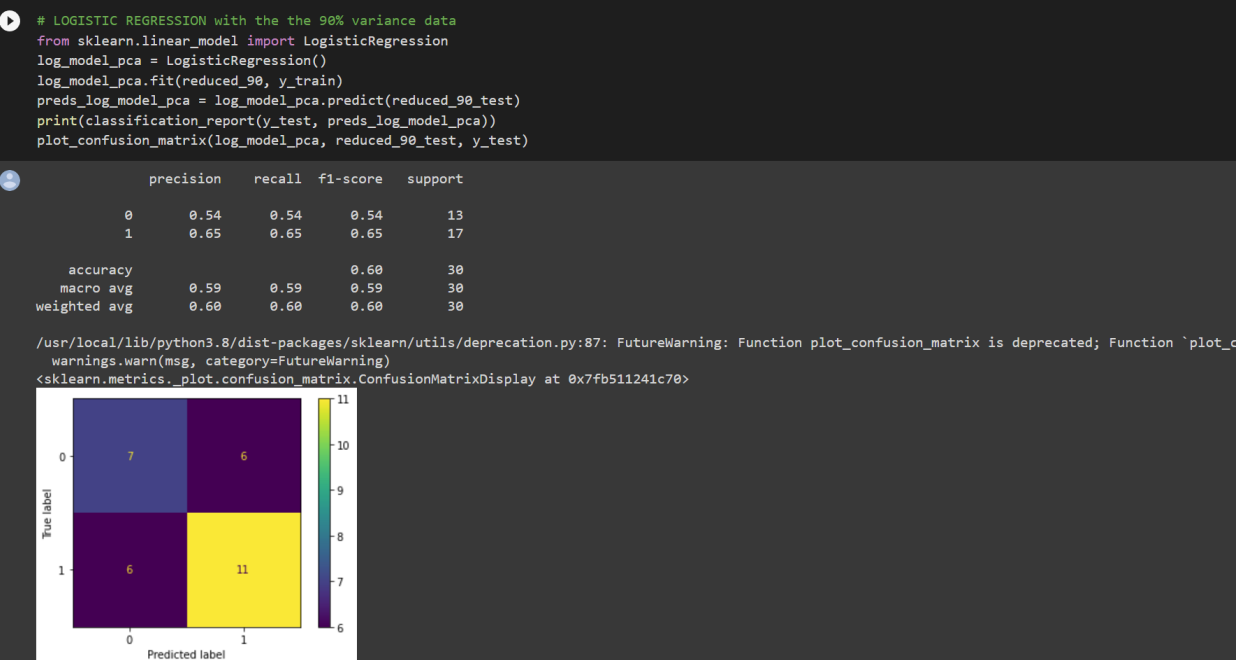 # LOGISTIC REGRESSION with the the 90% variance data
from sklearn.linear_model import LogisticRegression
log_model_pca = LogisticRegression()
log_model_pca.fit(reduced_90, y_train)
preds_log_model_pca = log_model_pca.predict(reduced_90_test)
print(classification_report(y_test, preds_log_model_pca))
plot_confusion_matrix(log_model_pca, reduced_90_test, y_test)
precision recall f1-score support
0 0.54 0.54 0.54 13
1 0.65 0.65 0.65 17
accuracy 0.60 30
macro avg 0.59 0.59 0.59 30
weighted avg 0.60 0.60 0.60 30
/usr/local/lib/python3.8/dist-packages/sklearn/utils/deprecation.py:87: FutureWarning: Function plot_confusion_matrix is deprecated; Function `plot_c
warnings.warn(msg, category=FutureWarning)
<sklearn.metrics._plot.confusion_matrix.ConfusionMatrixDisplay at 0x7fb511241c70>
11
10
0 7 6
9
True label
8
1 6 11
7
6
0 1
Predicted label